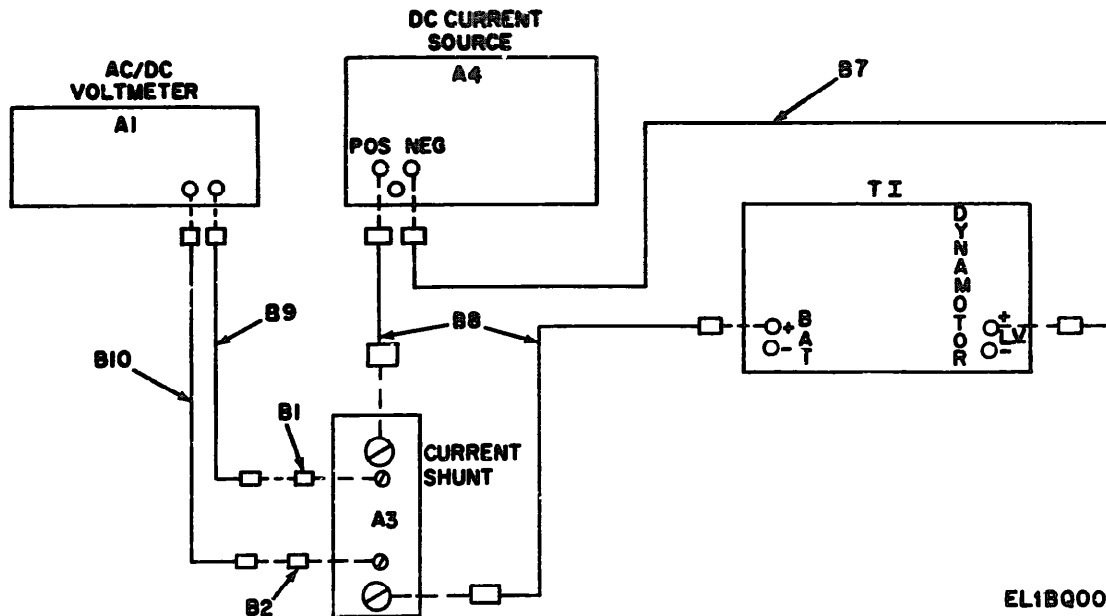 DC CURRENT
SOURCE
A4
AC/DC
VOLTMETER
A1
B7
POS NEG
TI
DYNAMOTOR
+
-
BAT
+
LV
-
B9
B8
B10
B1
CURRENT
SHUNT
A3
B2
EL1BQ00